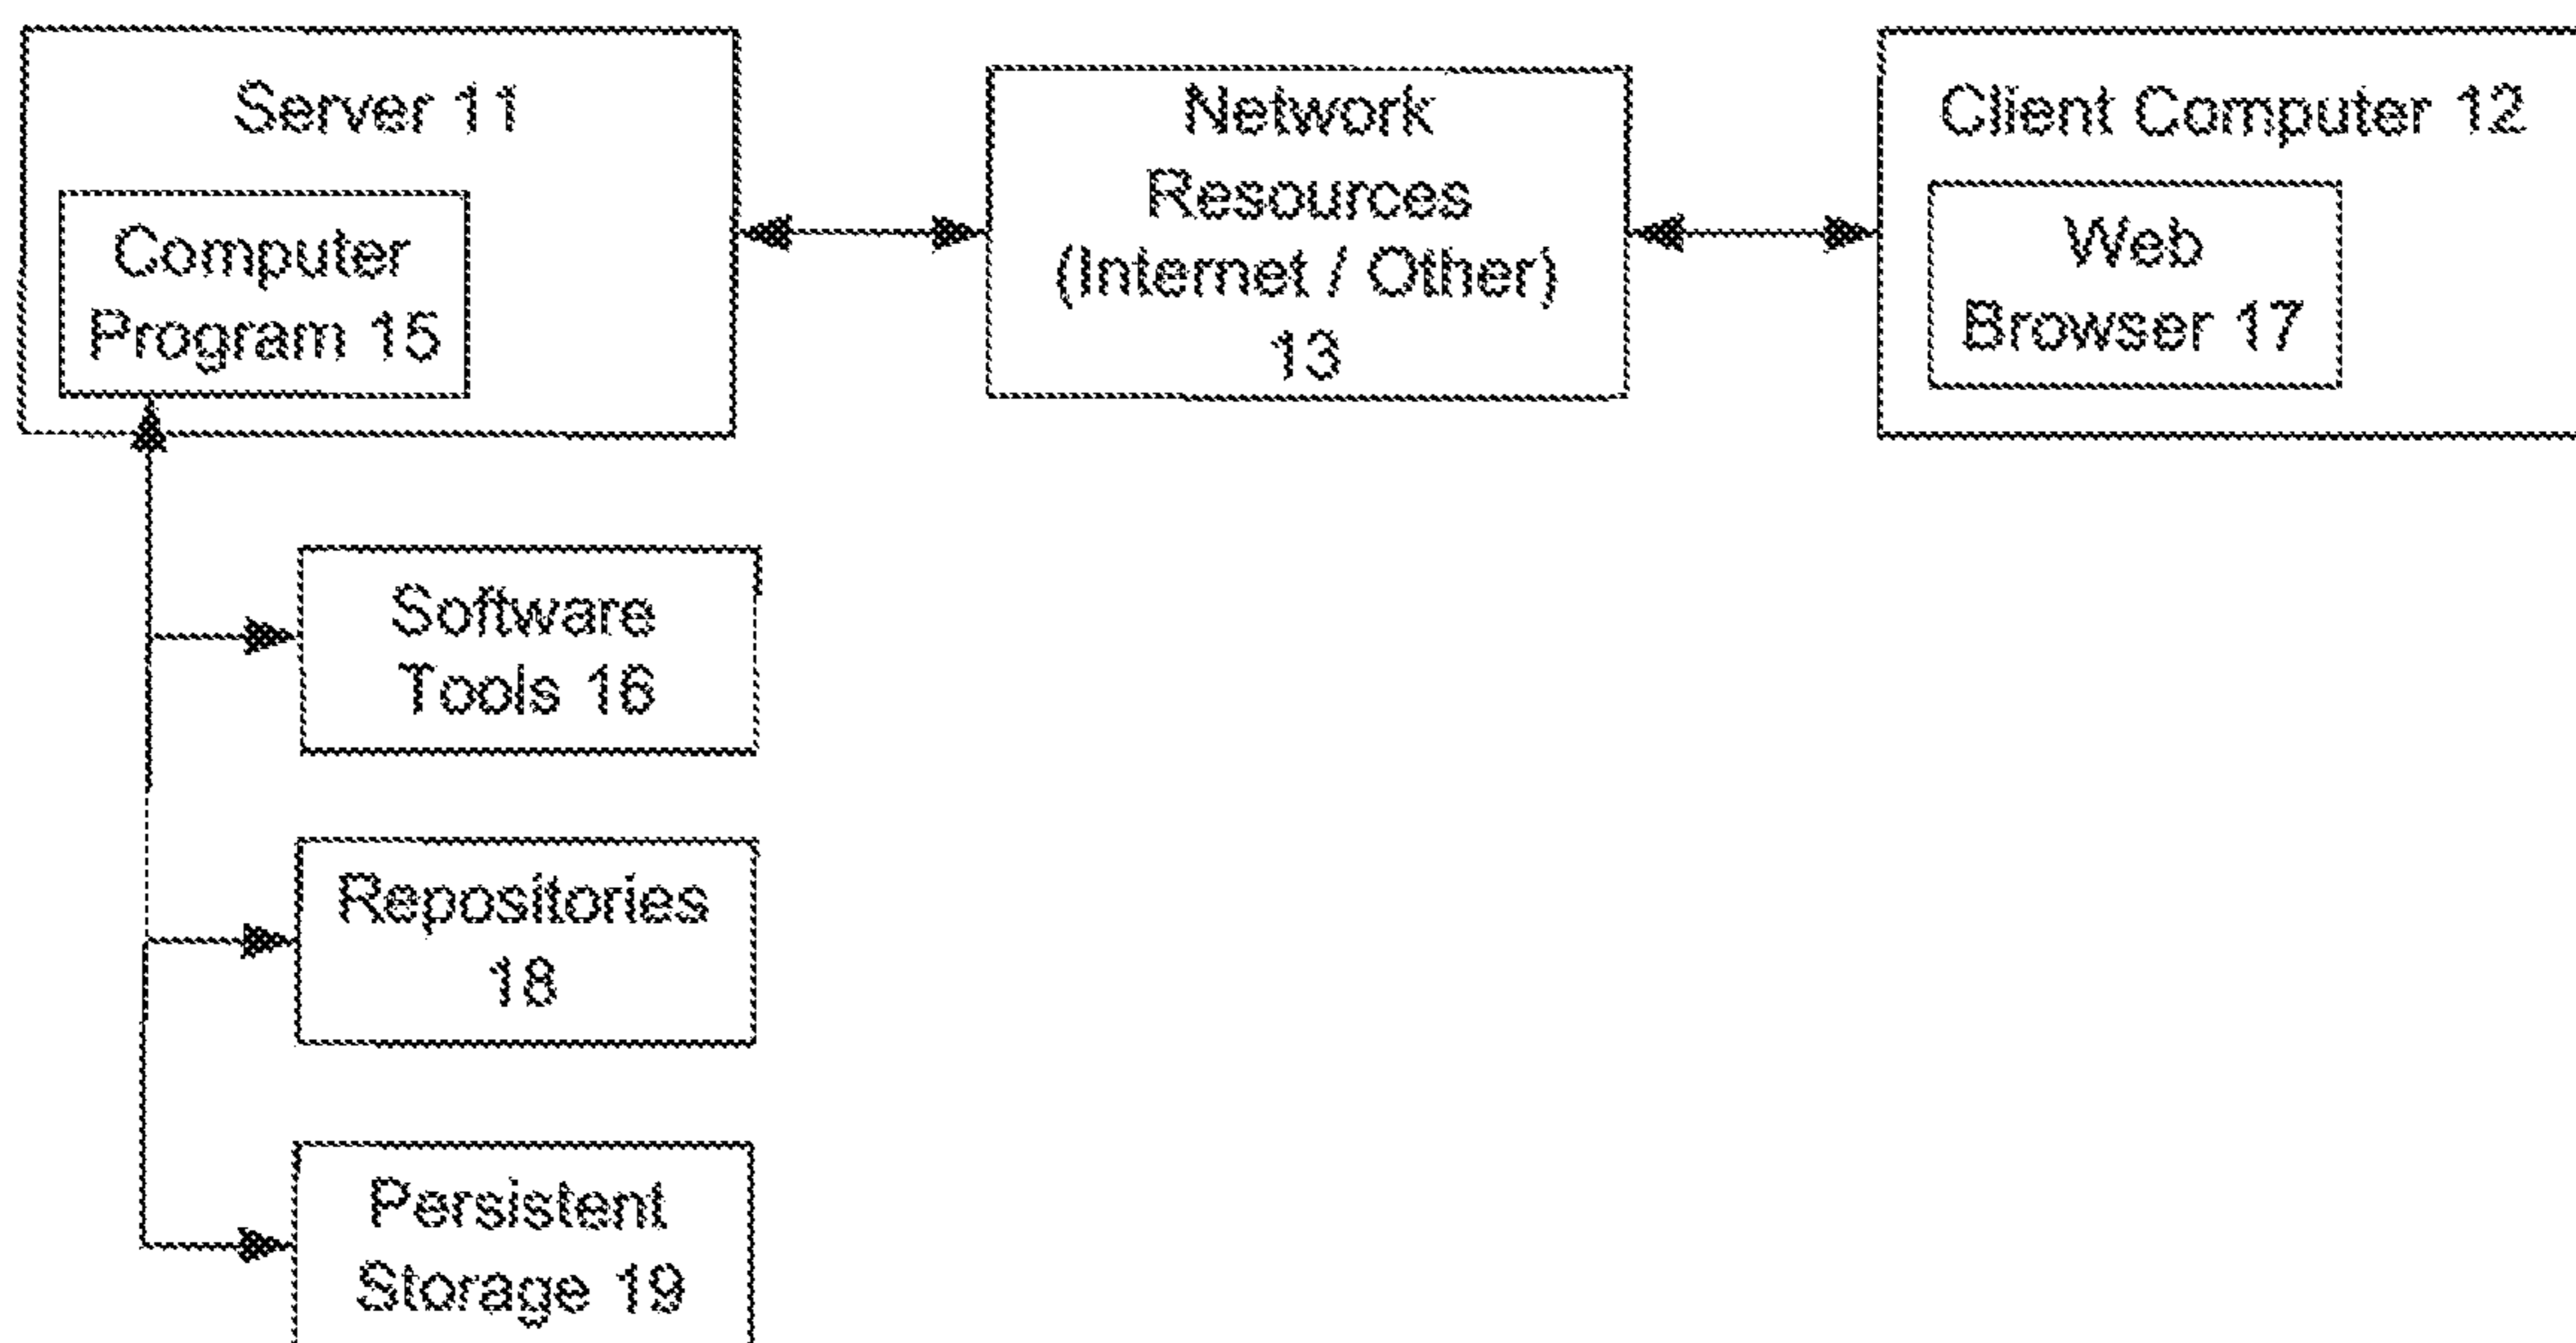 Server 11
Computer
Program 15
Network
Resources
(Internet / Other)
13
Client Computer 12
Web
Browser 17
Software
Tools 16
Repositories
18
Persistent
Storage 19